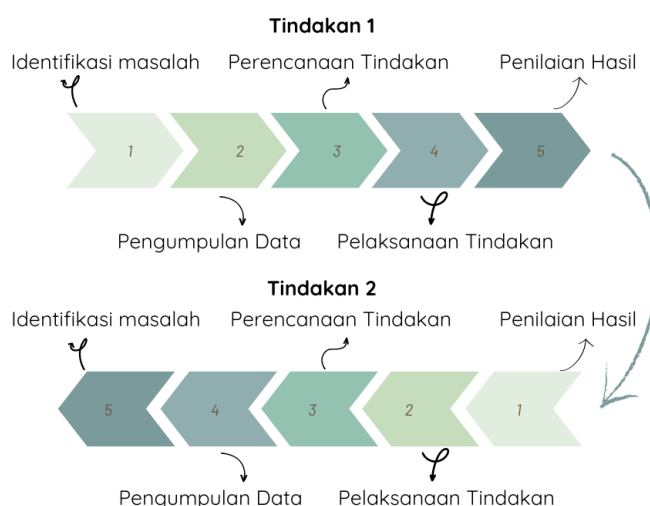 Tindakan 1
Identifikasi masalah Perencanaan Tindakan Penilaian Hasil
1 2 3 4 5
Pengumpulan Data Pelaksanaan Tindakan
Tindakan 2
Identifikasi masalah Perencanaan Tindakan Penilaian Hasil
5 4 3 2 1
Pengumpulan Data Pelaksanaan Tindakan